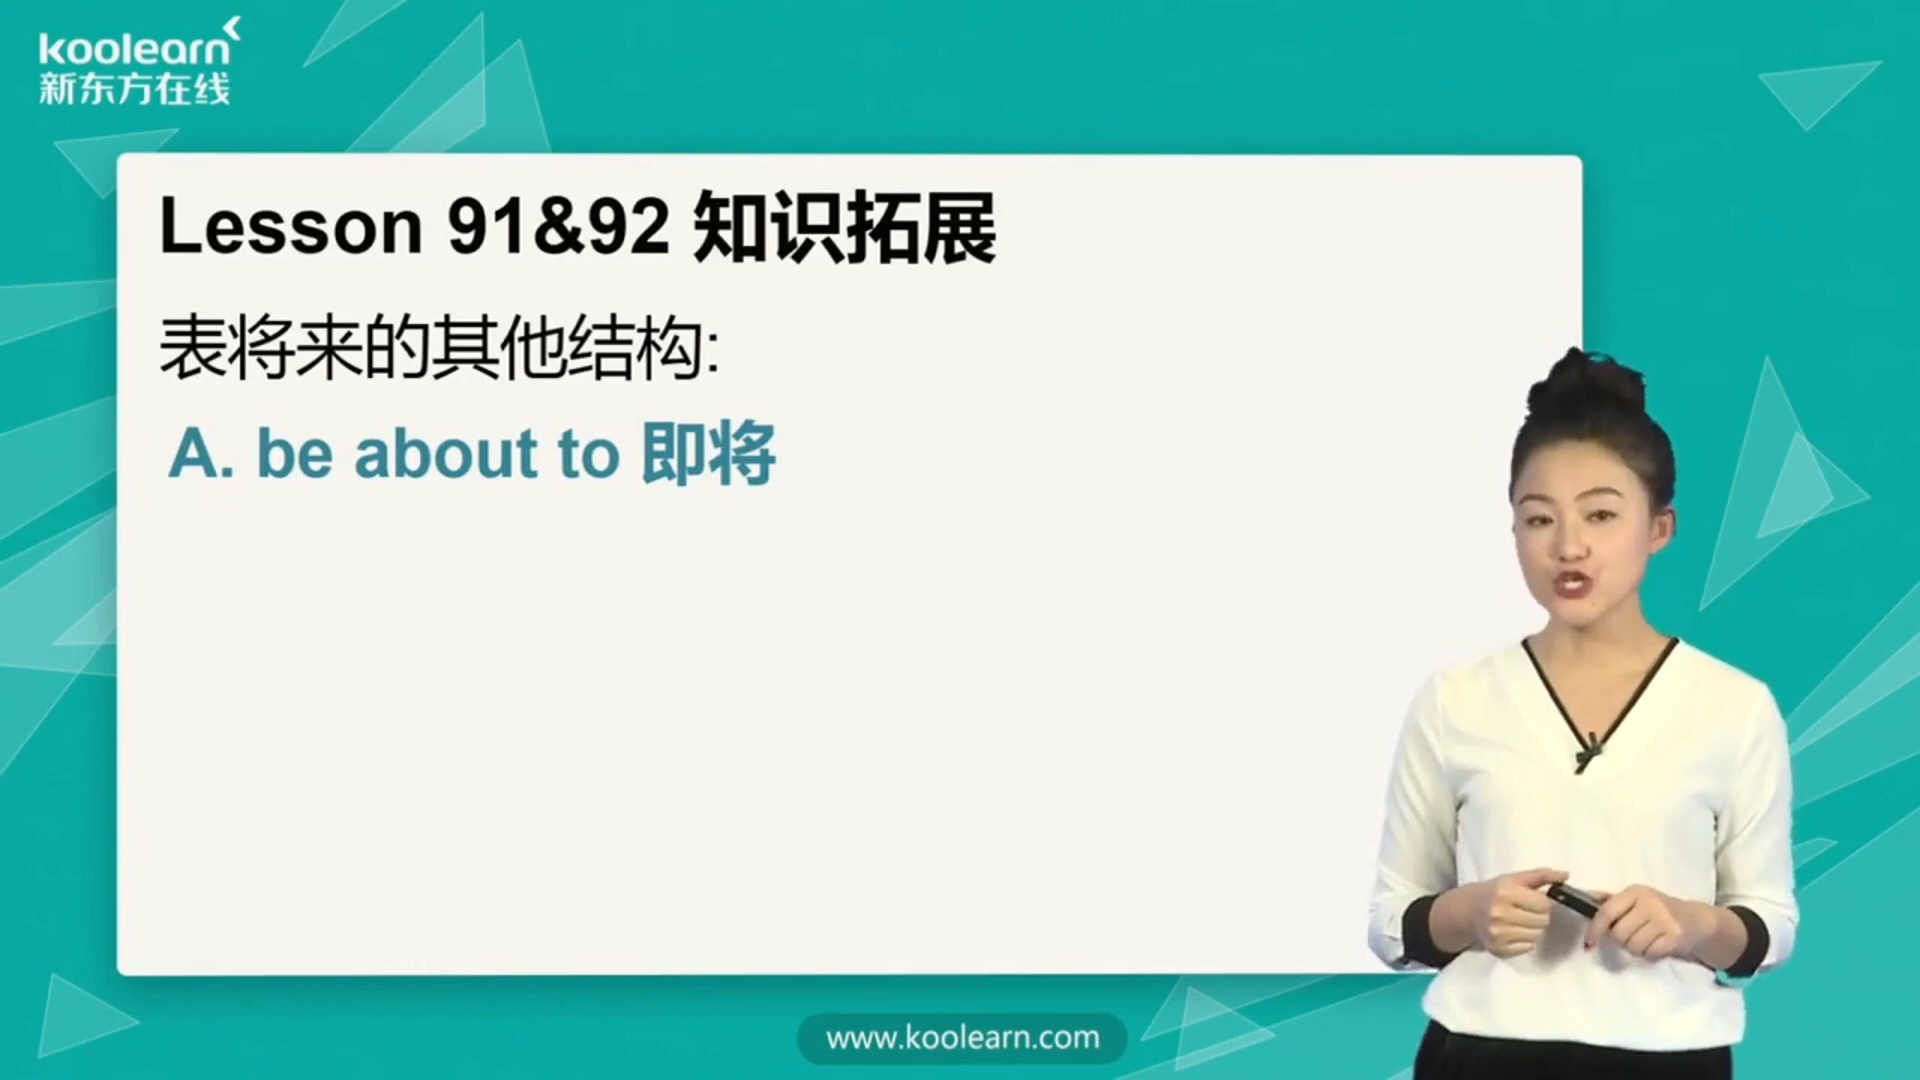 koolearn
新东方在线
Lesson 91&92 知识拓展
表将来的其他结构:
A. be about to 即将
www.koolearn.com